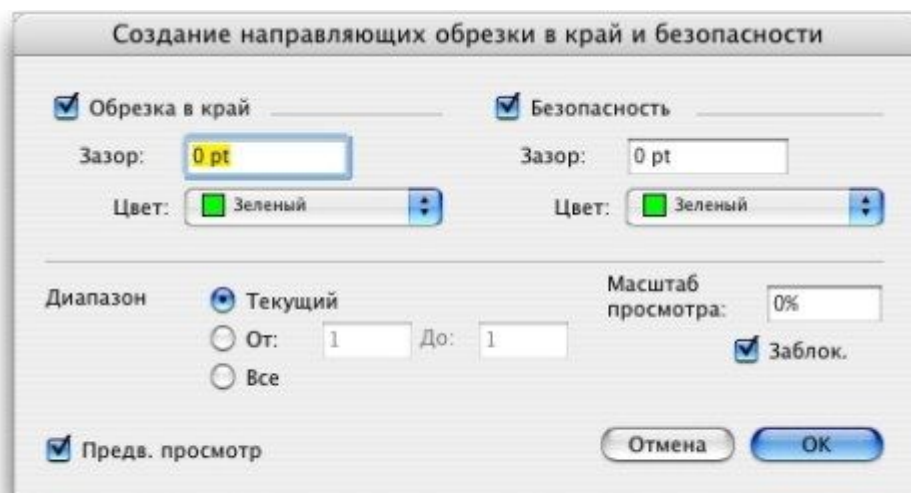 Создание направляющих обрезки в край и безопасности
Обрезка в край
Безопасность
Зазор: 0 pt
Зазор: 0 pt
Цвет: Зеленый
Цвет: Зеленый
Диапазон
Текущий
От: 1 До: 1
Все
Масштаб
просмотра: 0%
Заблок.
Предв. просмотр
Отмена
OK